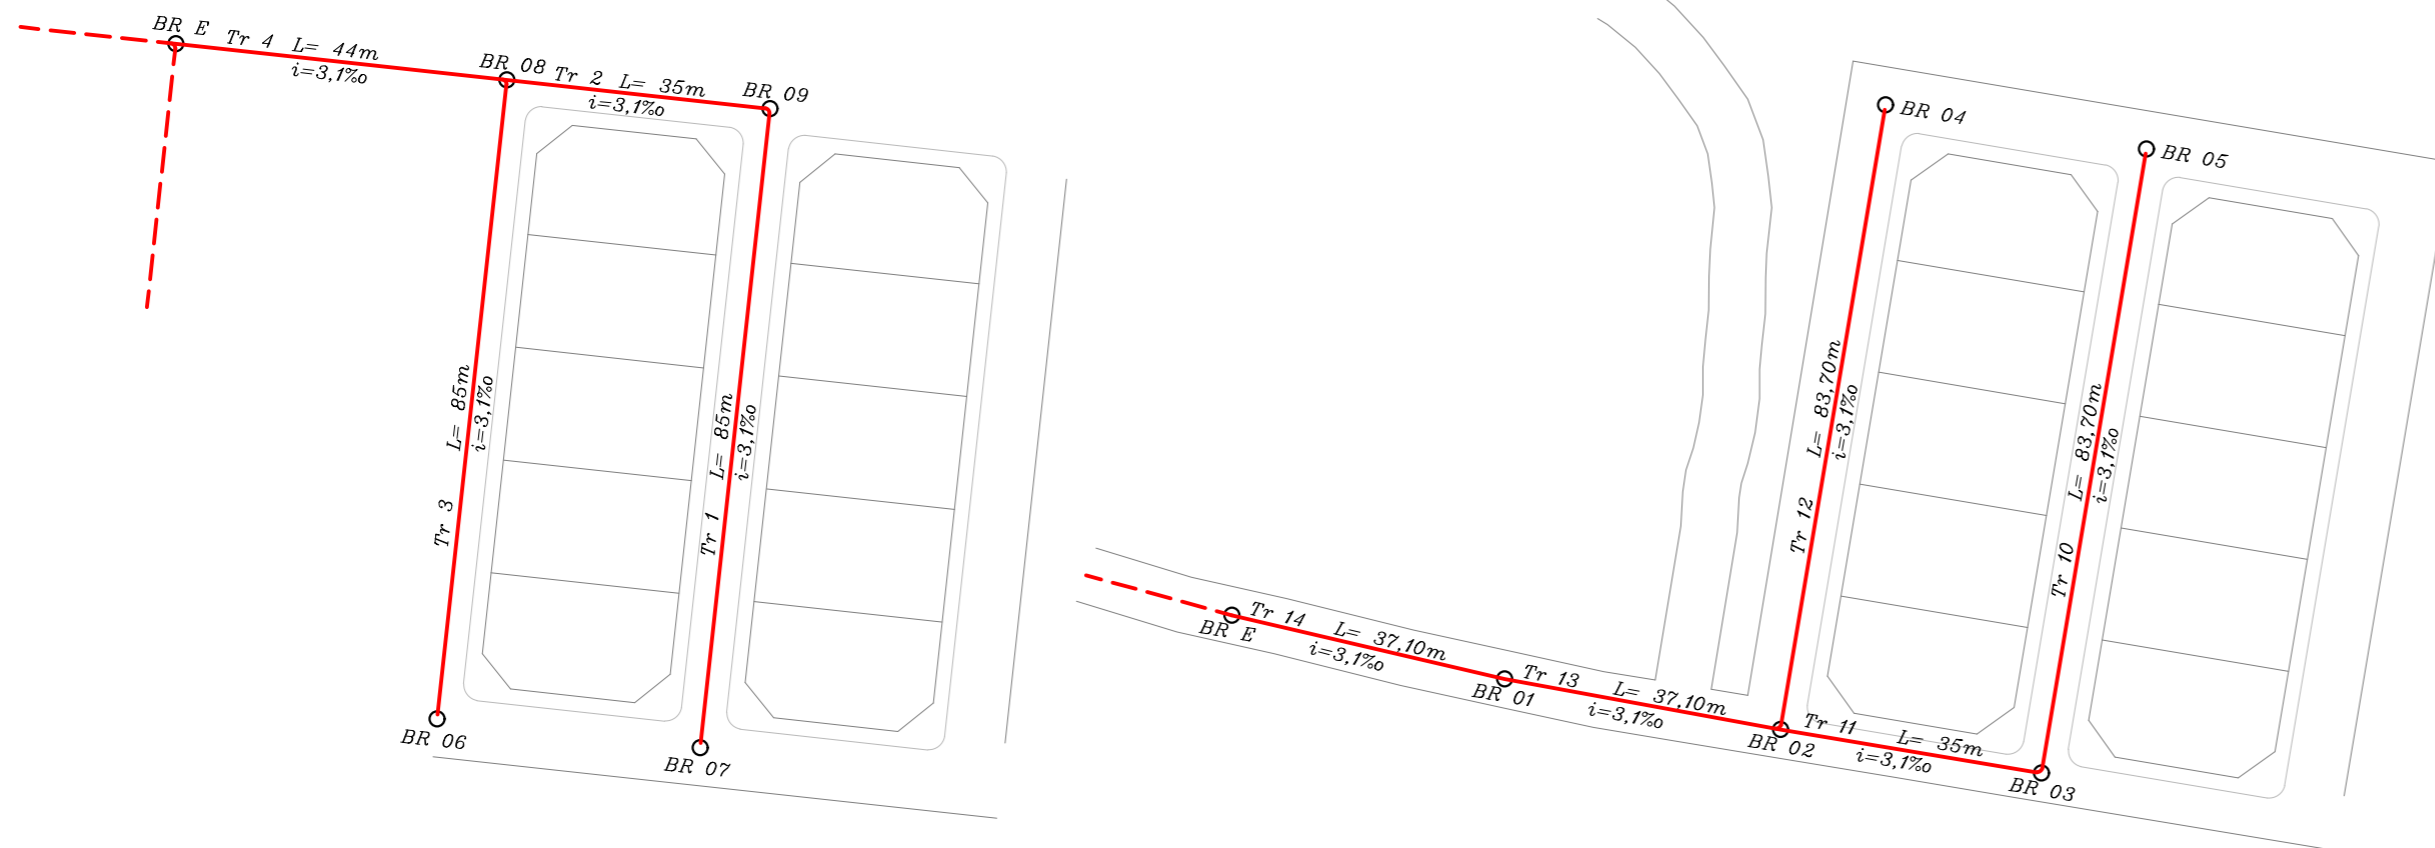 BR E
Tr 4 L= 44m
i=3,1‰
BR 08
Tr 2 L= 35m
i=3,1‰
BR 09
Tr 3 L= 85m
i=3,1‰
Tr 1 L= 85m
i=3,1‰
BR 06
BR 07
BR 04
BR 05
Tr 12 L= 83,70m
i=3,1‰
Tr 10 L= 83,70m
i=3,1‰
BR E
Tr 14 L= 37,10m
i=3,1‰
BR 01
Tr 13 L= 37,10m
i=3,1‰
BR 02
Tr 11 L= 35m
i=3,1‰
BR 03